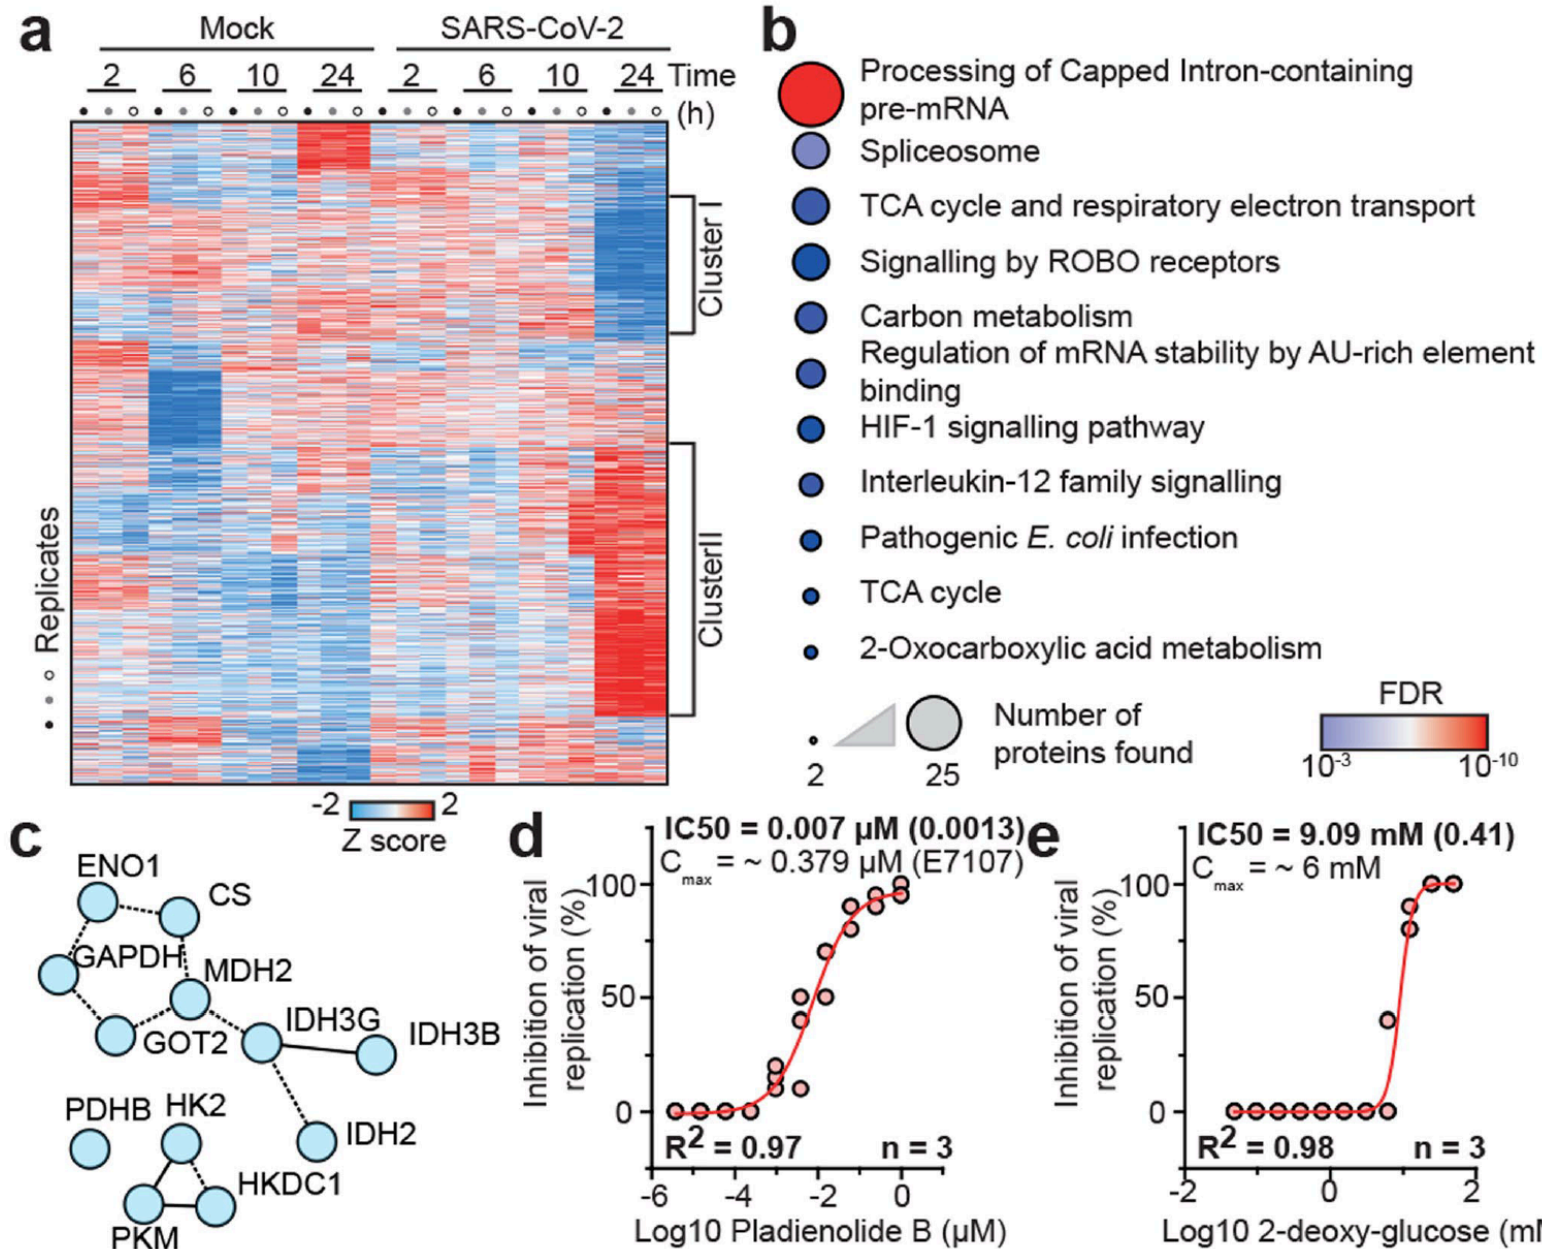 a
Mock SARS-CoV-2
2 6 10 24 2 6 10 24 Time
(h)
Cluster I
ClusterII
Replicates
-2 2
Z score
b
Processing of Capped Intron-containing
pre-mRNA
Spliceosome
TCA cycle and respiratory electron transport
Signalling by ROBO receptors
Carbon metabolism
Regulation of mRNA stability by AU-rich element
binding
HIF-1 signalling pathway
Interleukin-12 family signalling
Pathogenic E. coli infection
TCA cycle
2-Oxocarboxylic acid metabolism
Number of
proteins found
2 25
FDR
10-3 10-10
c
ENO1
CS
GAPDH
MDH2
GOT2
IDH3G
IDH3B
IDH2
PDHB
HK2
HKDC1
PKM
d
IC50 = 0.007 µM (0.0013)
Cmax = ~ 0.379 µM (E7107)
Inhibition of viral
replication (%)
100
50
0
R2 = 0.97 n = 3
-6 -4 -2 0
Log10 Pladienolide B (µM)
e
IC50 = 9.09 mM (0.41)
Cmax = ~ 6 mM
Inhibition of viral
replication (%)
100
50
0
R2 = 0.98 n = 3
-2 0 2
Log10 2-deoxy-glucose (mM